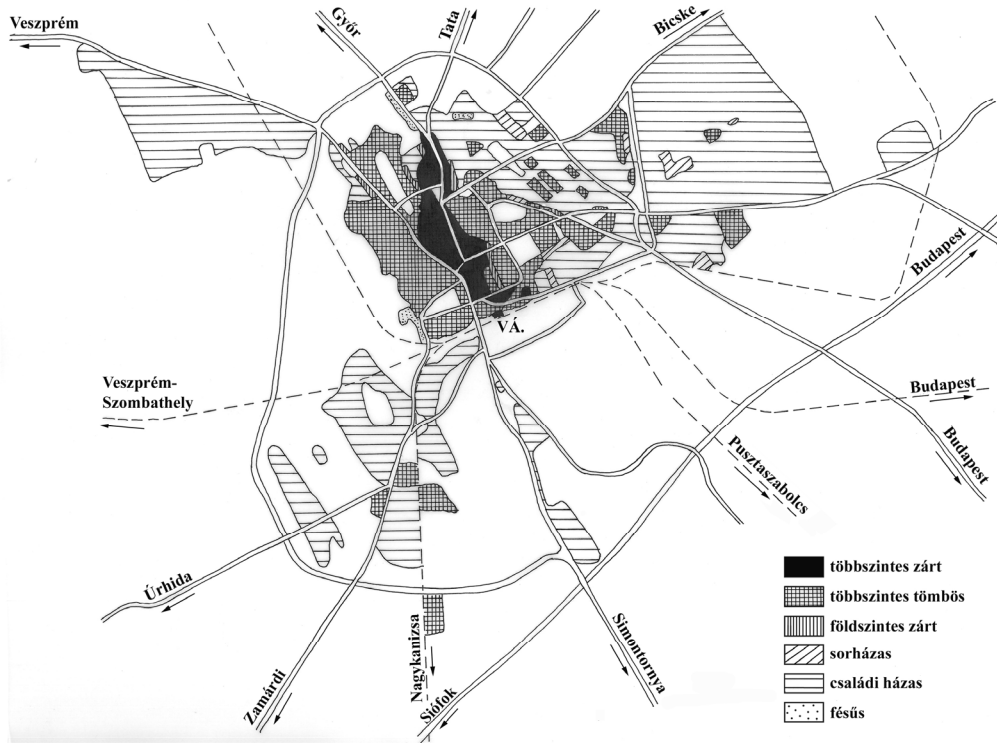 Veszprém
Győr
Tata
Bicske
Budapest
VÁ.
Veszprém-
Szombathely
Budapest
Budapest
Pusztaszabolcs
Úrhida
Zamárdi
Nagykanizsa
Siófok
Simontornya
többszintes zárt
többszintes tömbös
földszintes zárt
sorházas
családi házas
fésűs